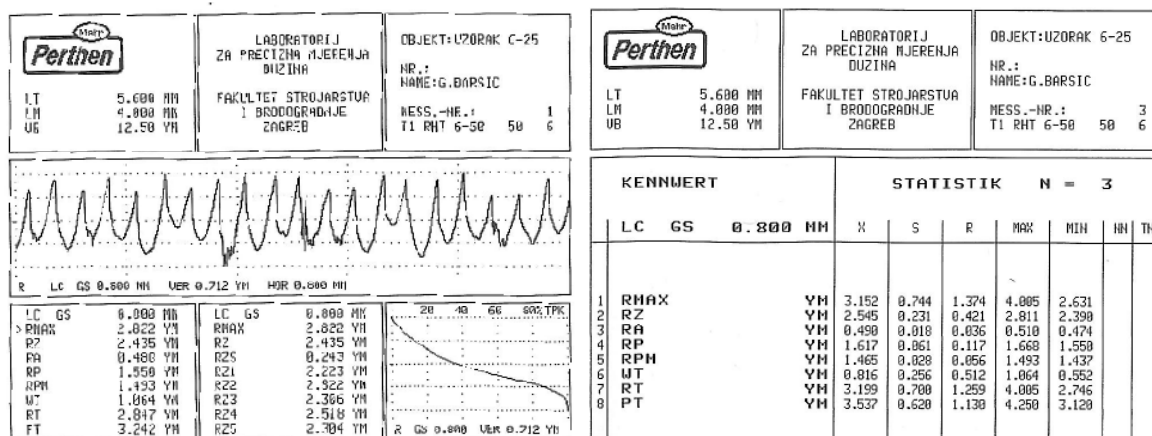 Mahr
Perthen
LT 5.600 MM
LM 4.000 MM
VB 12.50 YM
LABORATORIJ
ZA PRECIZNA MJERENJA
DUZINA
FAKULTET STROJARSTVA
I BRODOGRADNJE
ZAGREB
OBJEKT:UZORAK C-25
NR.:
NAME:G.BARSIC
MESS.-NR.: 1
T1 RHT 6-50 50 6
R LC GS 0.800 MM VER 0.712 YM HOR 0.800 MM
LC GS 0.800 MM
> RMAX 2.822 YM
RZ 2.435 YM
RA 0.480 YM
RP 1.550 YM
RPM 1.493 YM
WT 1.064 YM
RT 2.847 YM
PT 3.242 YM
LC GS 0.800 MM
RMAX 2.822 YM
RZ 2.435 YM
RZS 0.243 YM
RZ1 2.223 YM
RZ2 2.922 YM
RZ3 2.366 YM
RZ4 2.518 YM
RZ5
20 40 60 80% TPK
R GS 0.800 VER 0.712 YM
Mahr
Perthen
LT 5.600 MM
LM 4.000 MM
VB 12.50 YM
LABORATORIJ
ZA PRECIZNA MJERENJA
DUZINA
FAKULTET STROJARSTVA
I BRODOGRADNJE
ZAGREB
OBJEKT:UZORAK 6-25
NR.:
NAME:G.BARSIC
MESS.-NR.: 3
T1 RHT 6-50 50 6
KENNWERT STATISTIK N = 3
LC GS 0.800 MM X S R MAX MIN NN TN
1 RMAX YM 3.152 0.744 1.374 4.005 2.631
2 RZ YM 2.545 0.231 0.421 2.811 2.390
3 RA YM 0.490 0.018 0.036 0.510 0.474
4 RP YM 1.617 0.061 0.117 1.668 1.550
5 RPM YM 1.465 0.028 0.056 1.493 1.437
6 WT YM 0.816 0.256 0.512 1.064 0.552
7 RT YM 3.199 0.700 1.259 4.005 2.746
8 PT YM 3.537 0.620 1.130 4.250 3.120